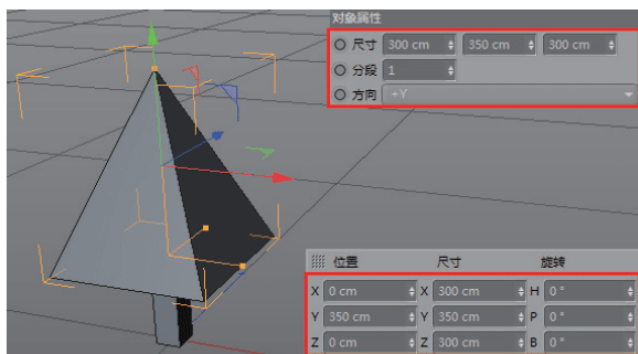 对象属性
尺寸 300 cm 350 cm 300 cm
分段 1
方向 +Y
位置 尺寸 旋转
X 0 cm X 300 cm H 0 °
Y 350 cm Y 350 cm P 0 °
Z 0 cm Z 300 cm B 0 °